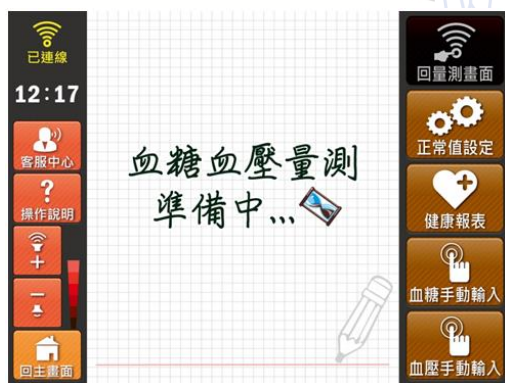 已連線
12:17
客服中心
?
操作說明
+
−
回主畫面
血糖血壓量測
準備中...
回量測畫面
正常值設定
健康報表
血糖手動輸入
血壓手動輸入